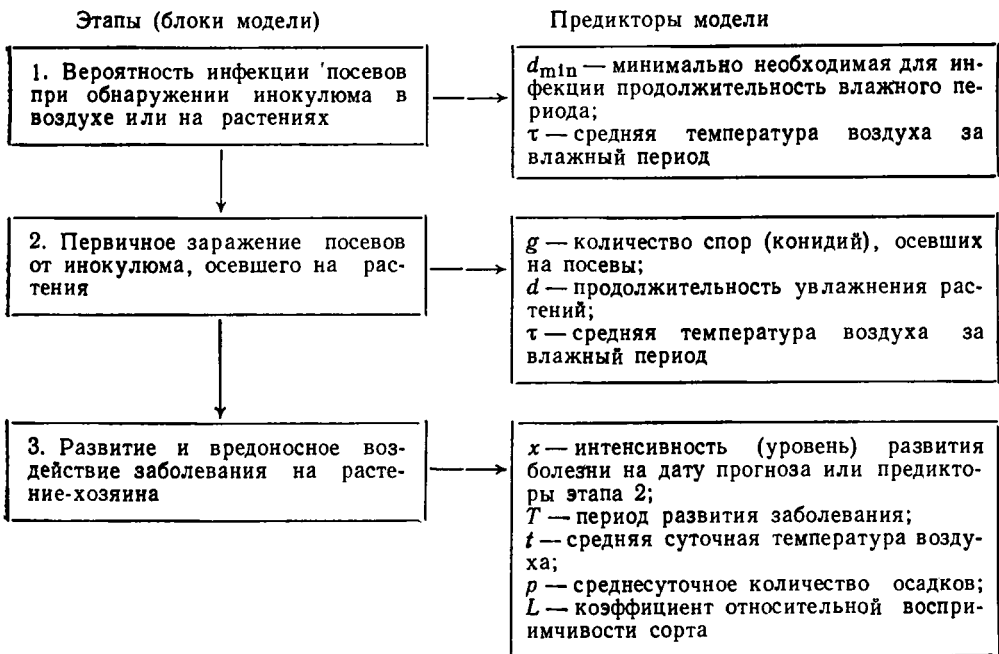 Этапы (блоки модели)
Предикторы модели
1. Вероятность инфекции посевов
при обнаружении инокулюма в
воздухе или на растениях
dmin — минимально необходимая для ин-
фекции продолжительность влажного пе-
риода;
τ — средняя температура воздуха за
влажный период
2. Первичное заражение посевов
от инокулюма, осевшего на рас-
тения
g — количество спор (конидий), осевших
на посевы;
d — продолжительность увлажнения рас-
тений;
τ — средняя температура воздуха за
влажный период
3. Развитие и вредоносное воз-
действие заболевания на расте-
ние-хозяина
x — интенсивность (уровень) развития
болезни на дату прогноза или предикто-
ры этапа 2;
T — период развития заболевания;
t — средняя суточная температура возду-
ха;
p — среднесуточное количество осадков;
L — коэффициент относительной воспри-
имчивости сорта